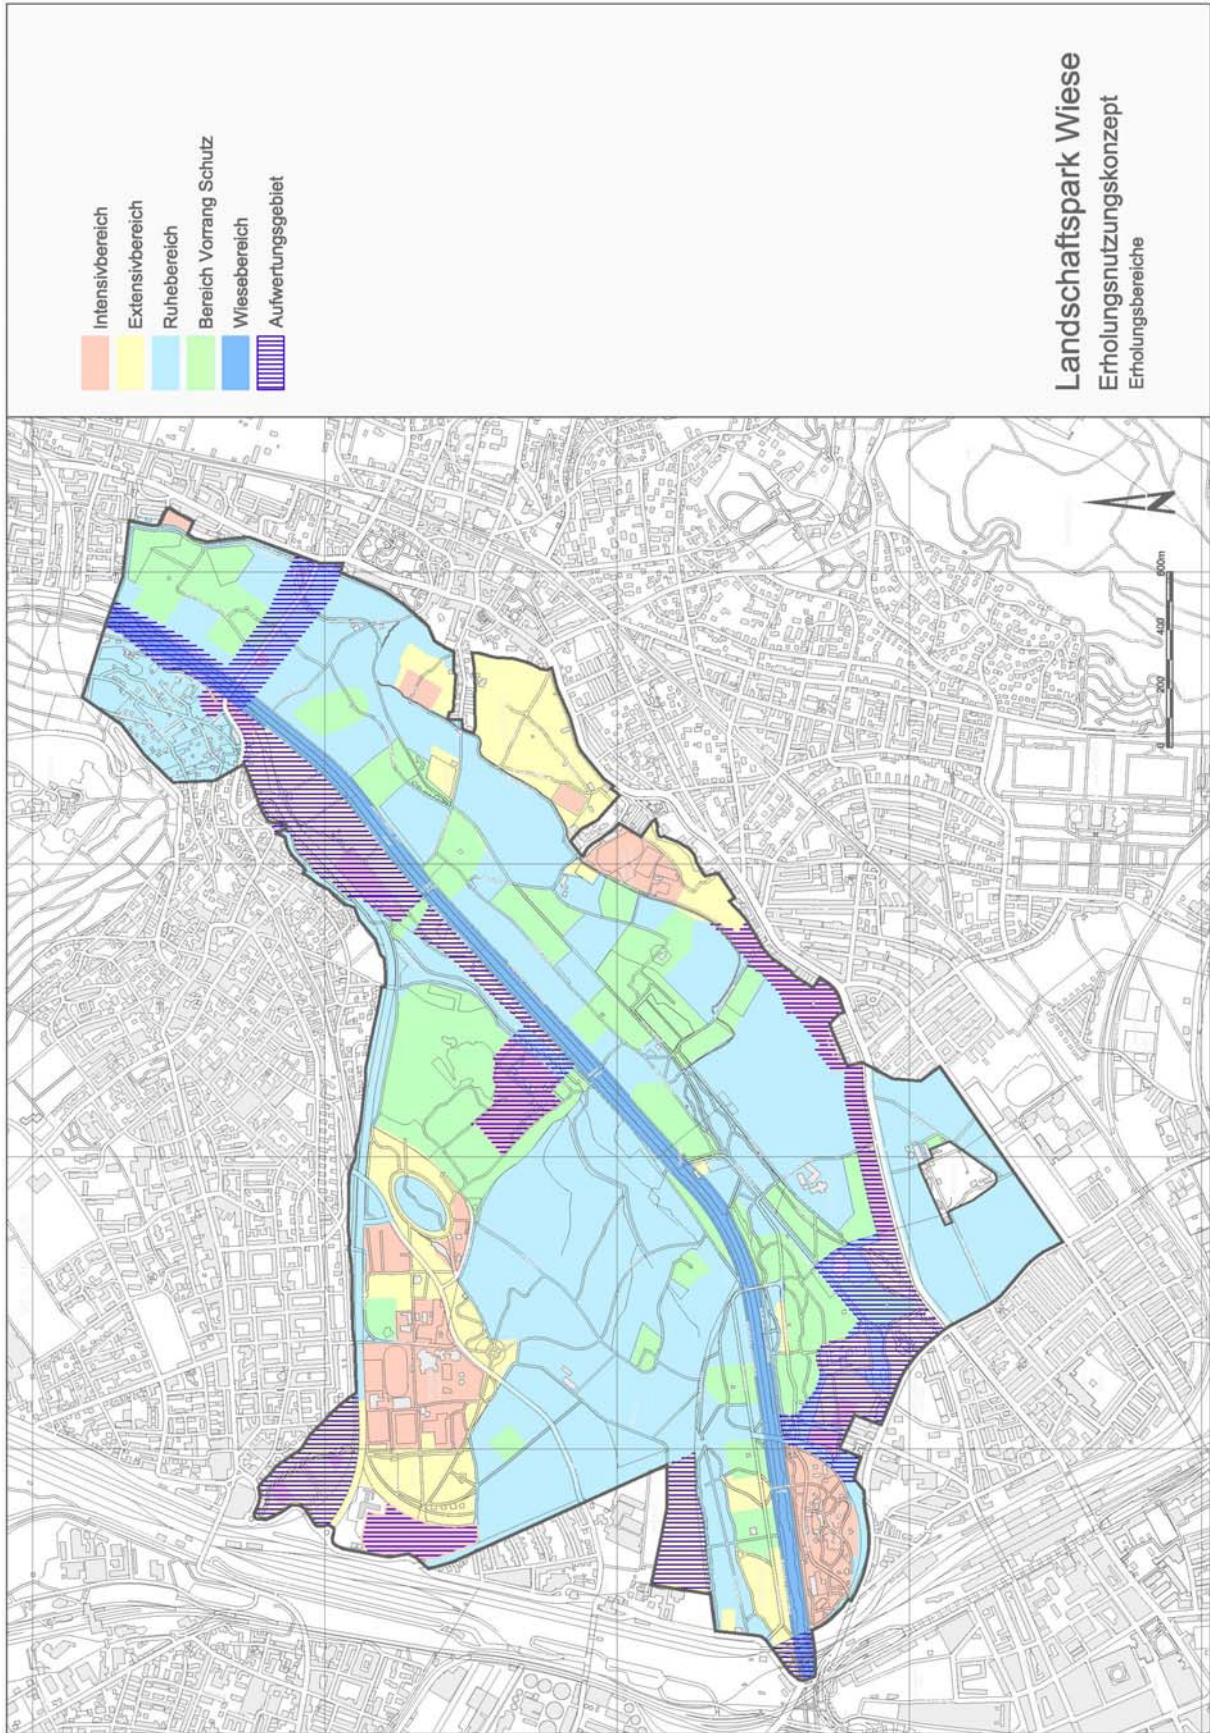 Intensivbereich
Extensivbereich
Ruhebereich
Bereich Vorrang Schutz
Wiesebereich
Aufwertungsgebiet
Landschaftspark Wiese
Erholungsnutzungskonzept
Erholungsbereiche
N
0 200 400 600m